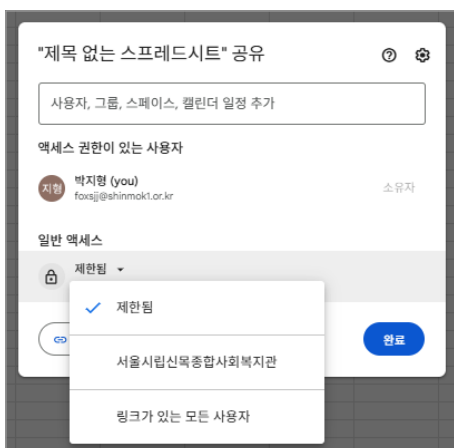 "제목 없는 스프레드시트" 공유
사용자, 그룹, 스페이스, 캘린더 일정 추가
액세스 권한이 있는 사용자
지형
박지형 (you)
소유자
foxsjj@shinmok1.or.kr
일반 액세스
제한됨
제한됨
서울시립신목종합사회복지관
완료
링크가 있는 모든 사용자